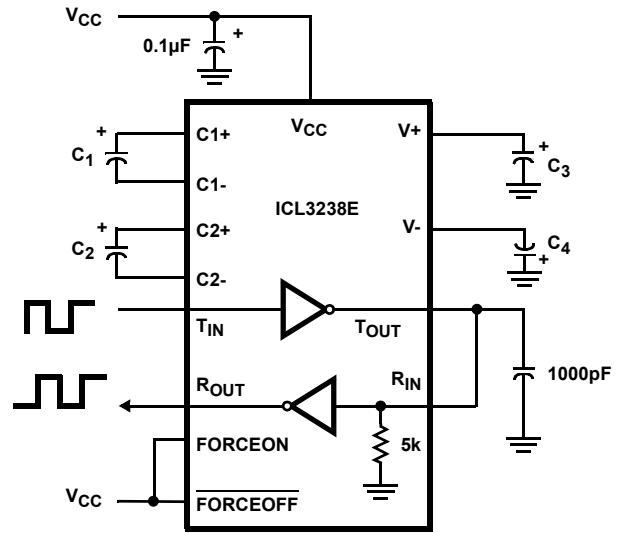 VCC
0.1µF +
VCC
C1+
V+
+
C1
+
C3
C1-
ICL3238E
C2+
V-
+
C2
C4
+
C2-
TIN
TOUT
ROUT
RIN
1000pF
5k
FORCEON
VCC
FORCEOFF